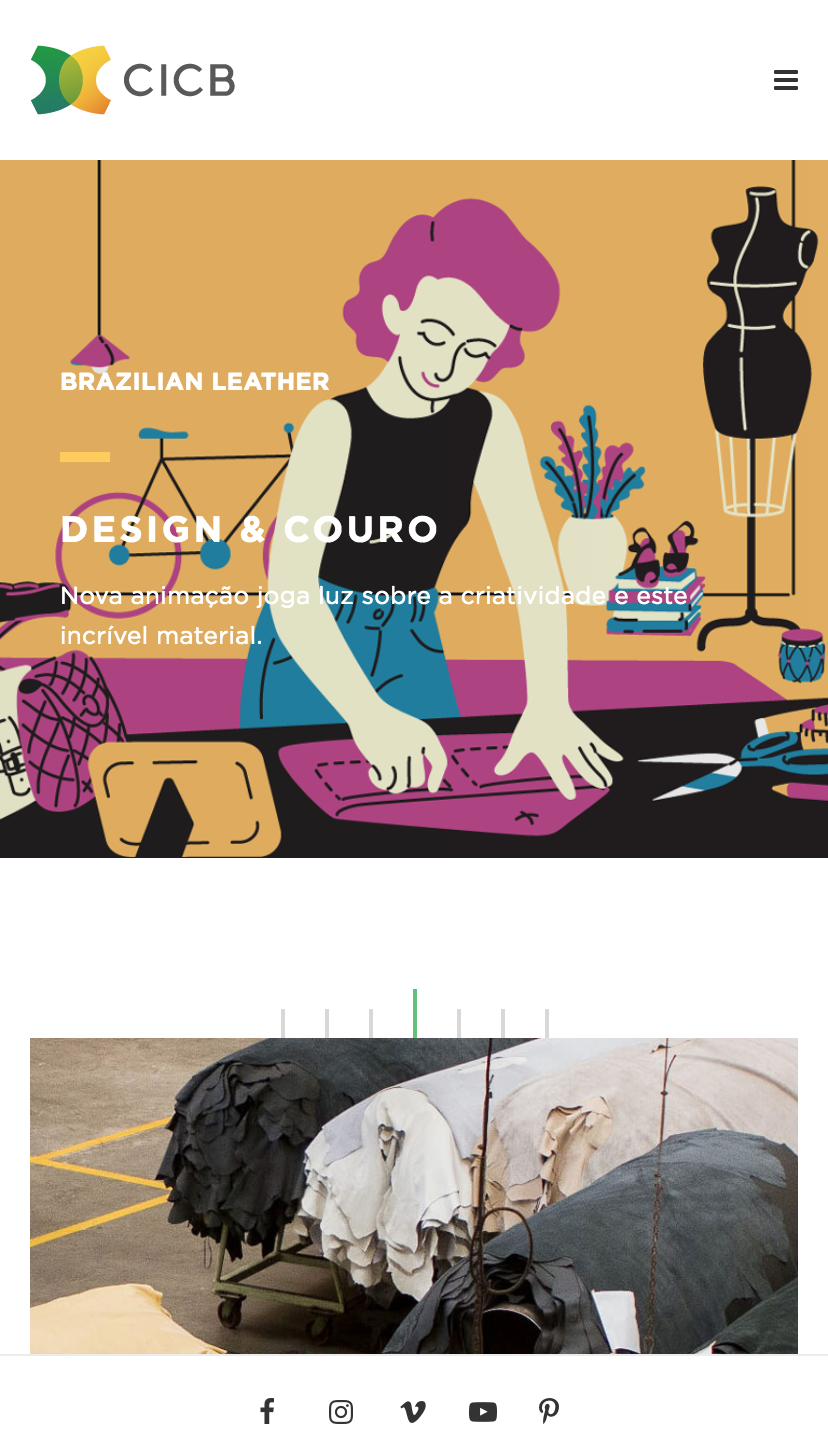 CICB
BRAZILIAN LEATHER
DESIGN & COURO
Nova animação joga luz sobre a criatividade e este
incrível material.